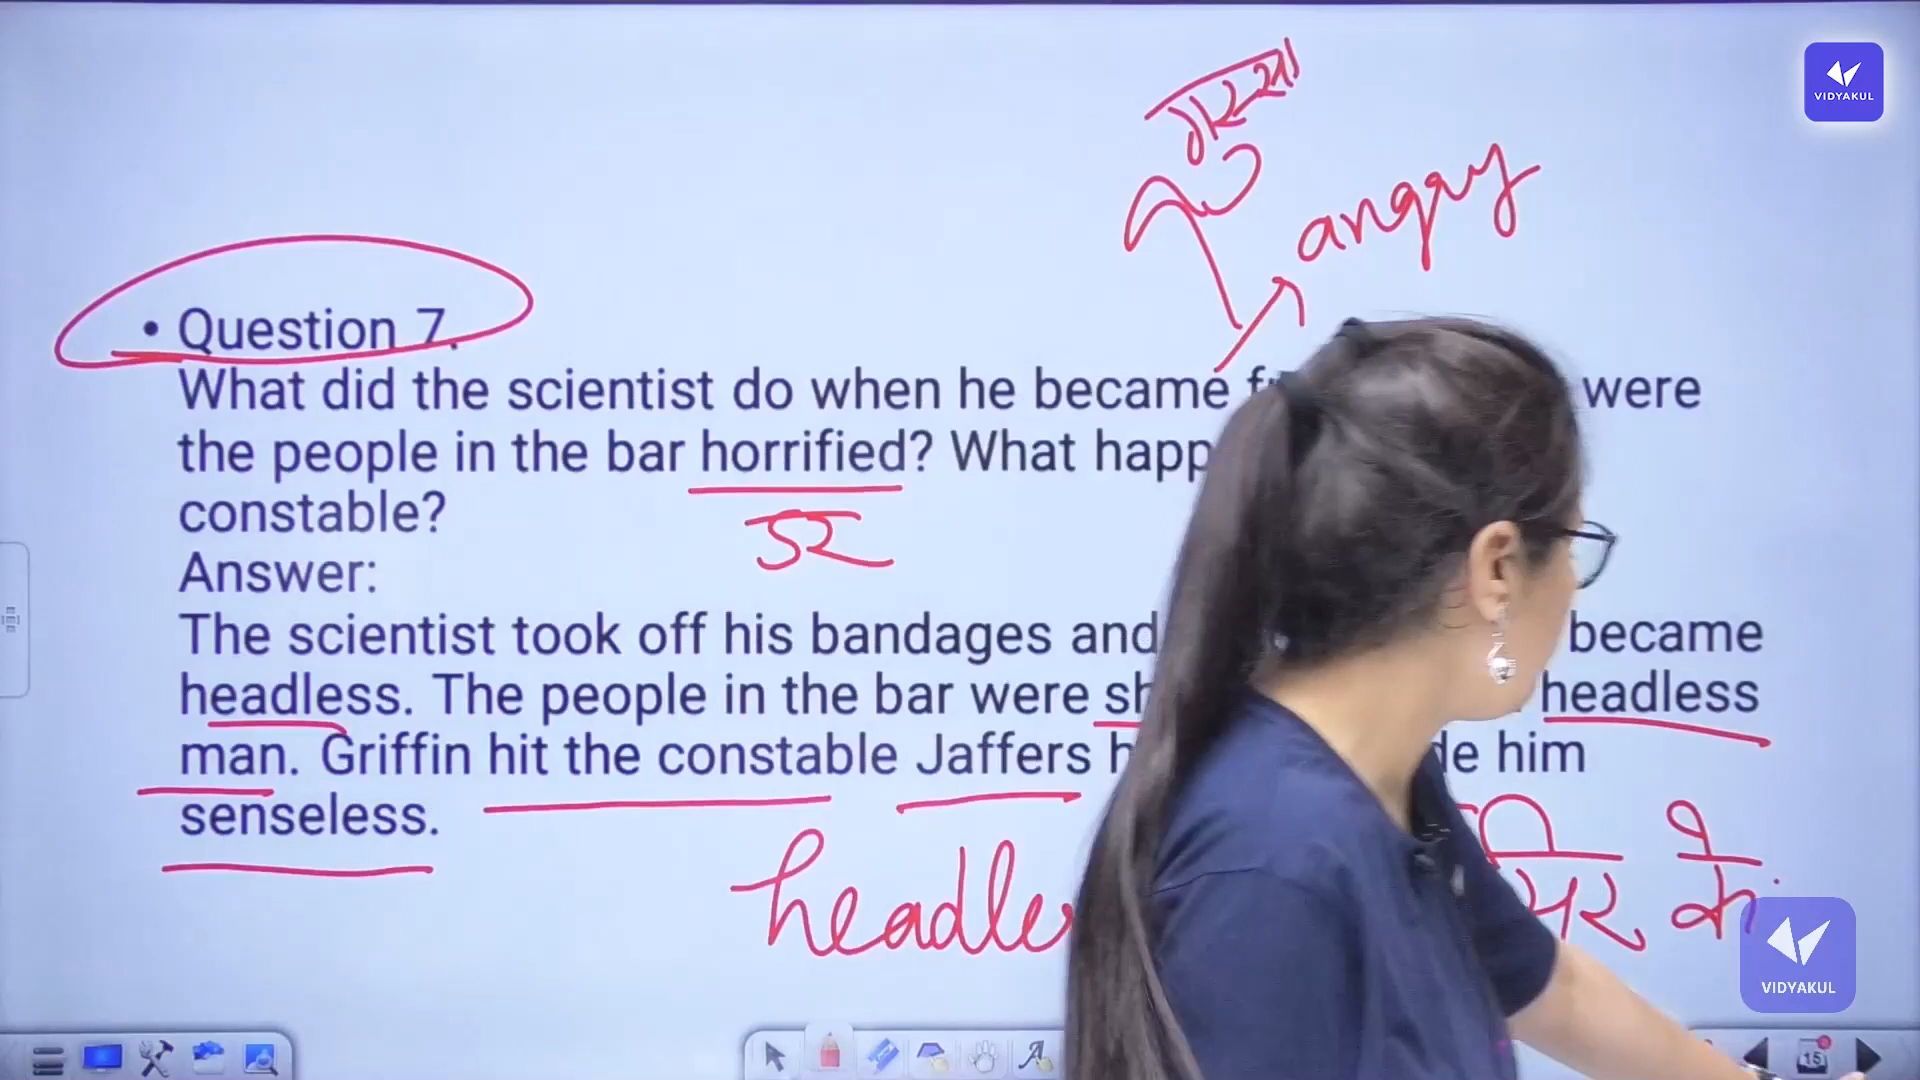 VIDYAKUL
गुस्सा
angry
• Question 7.
What did the scientist do when he became were
the people in the bar horrified? What happ
constable?
डर
Answer:
The scientist took off his bandages and became
headless. The people in the bar were sh headless
man. Griffin hit the constable Jaffers him
senseless.
headle
सिर के
VIDYAKUL
15